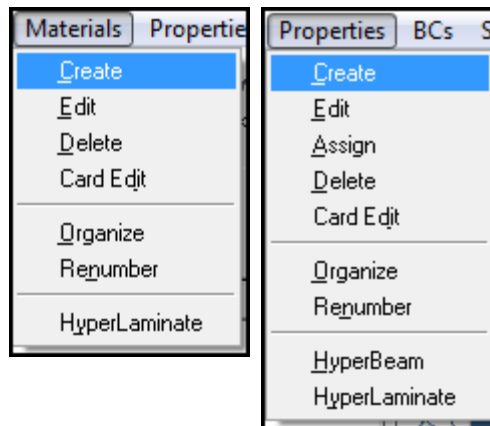 Materials Propertie
Create
Edit
Delete
Card Edit
Organize
Renumber
HyperLaminate
Properties BCs S
Create
Edit
Assign
Delete
Card Edit
Organize
Renumber
HyperBeam
HyperLaminate